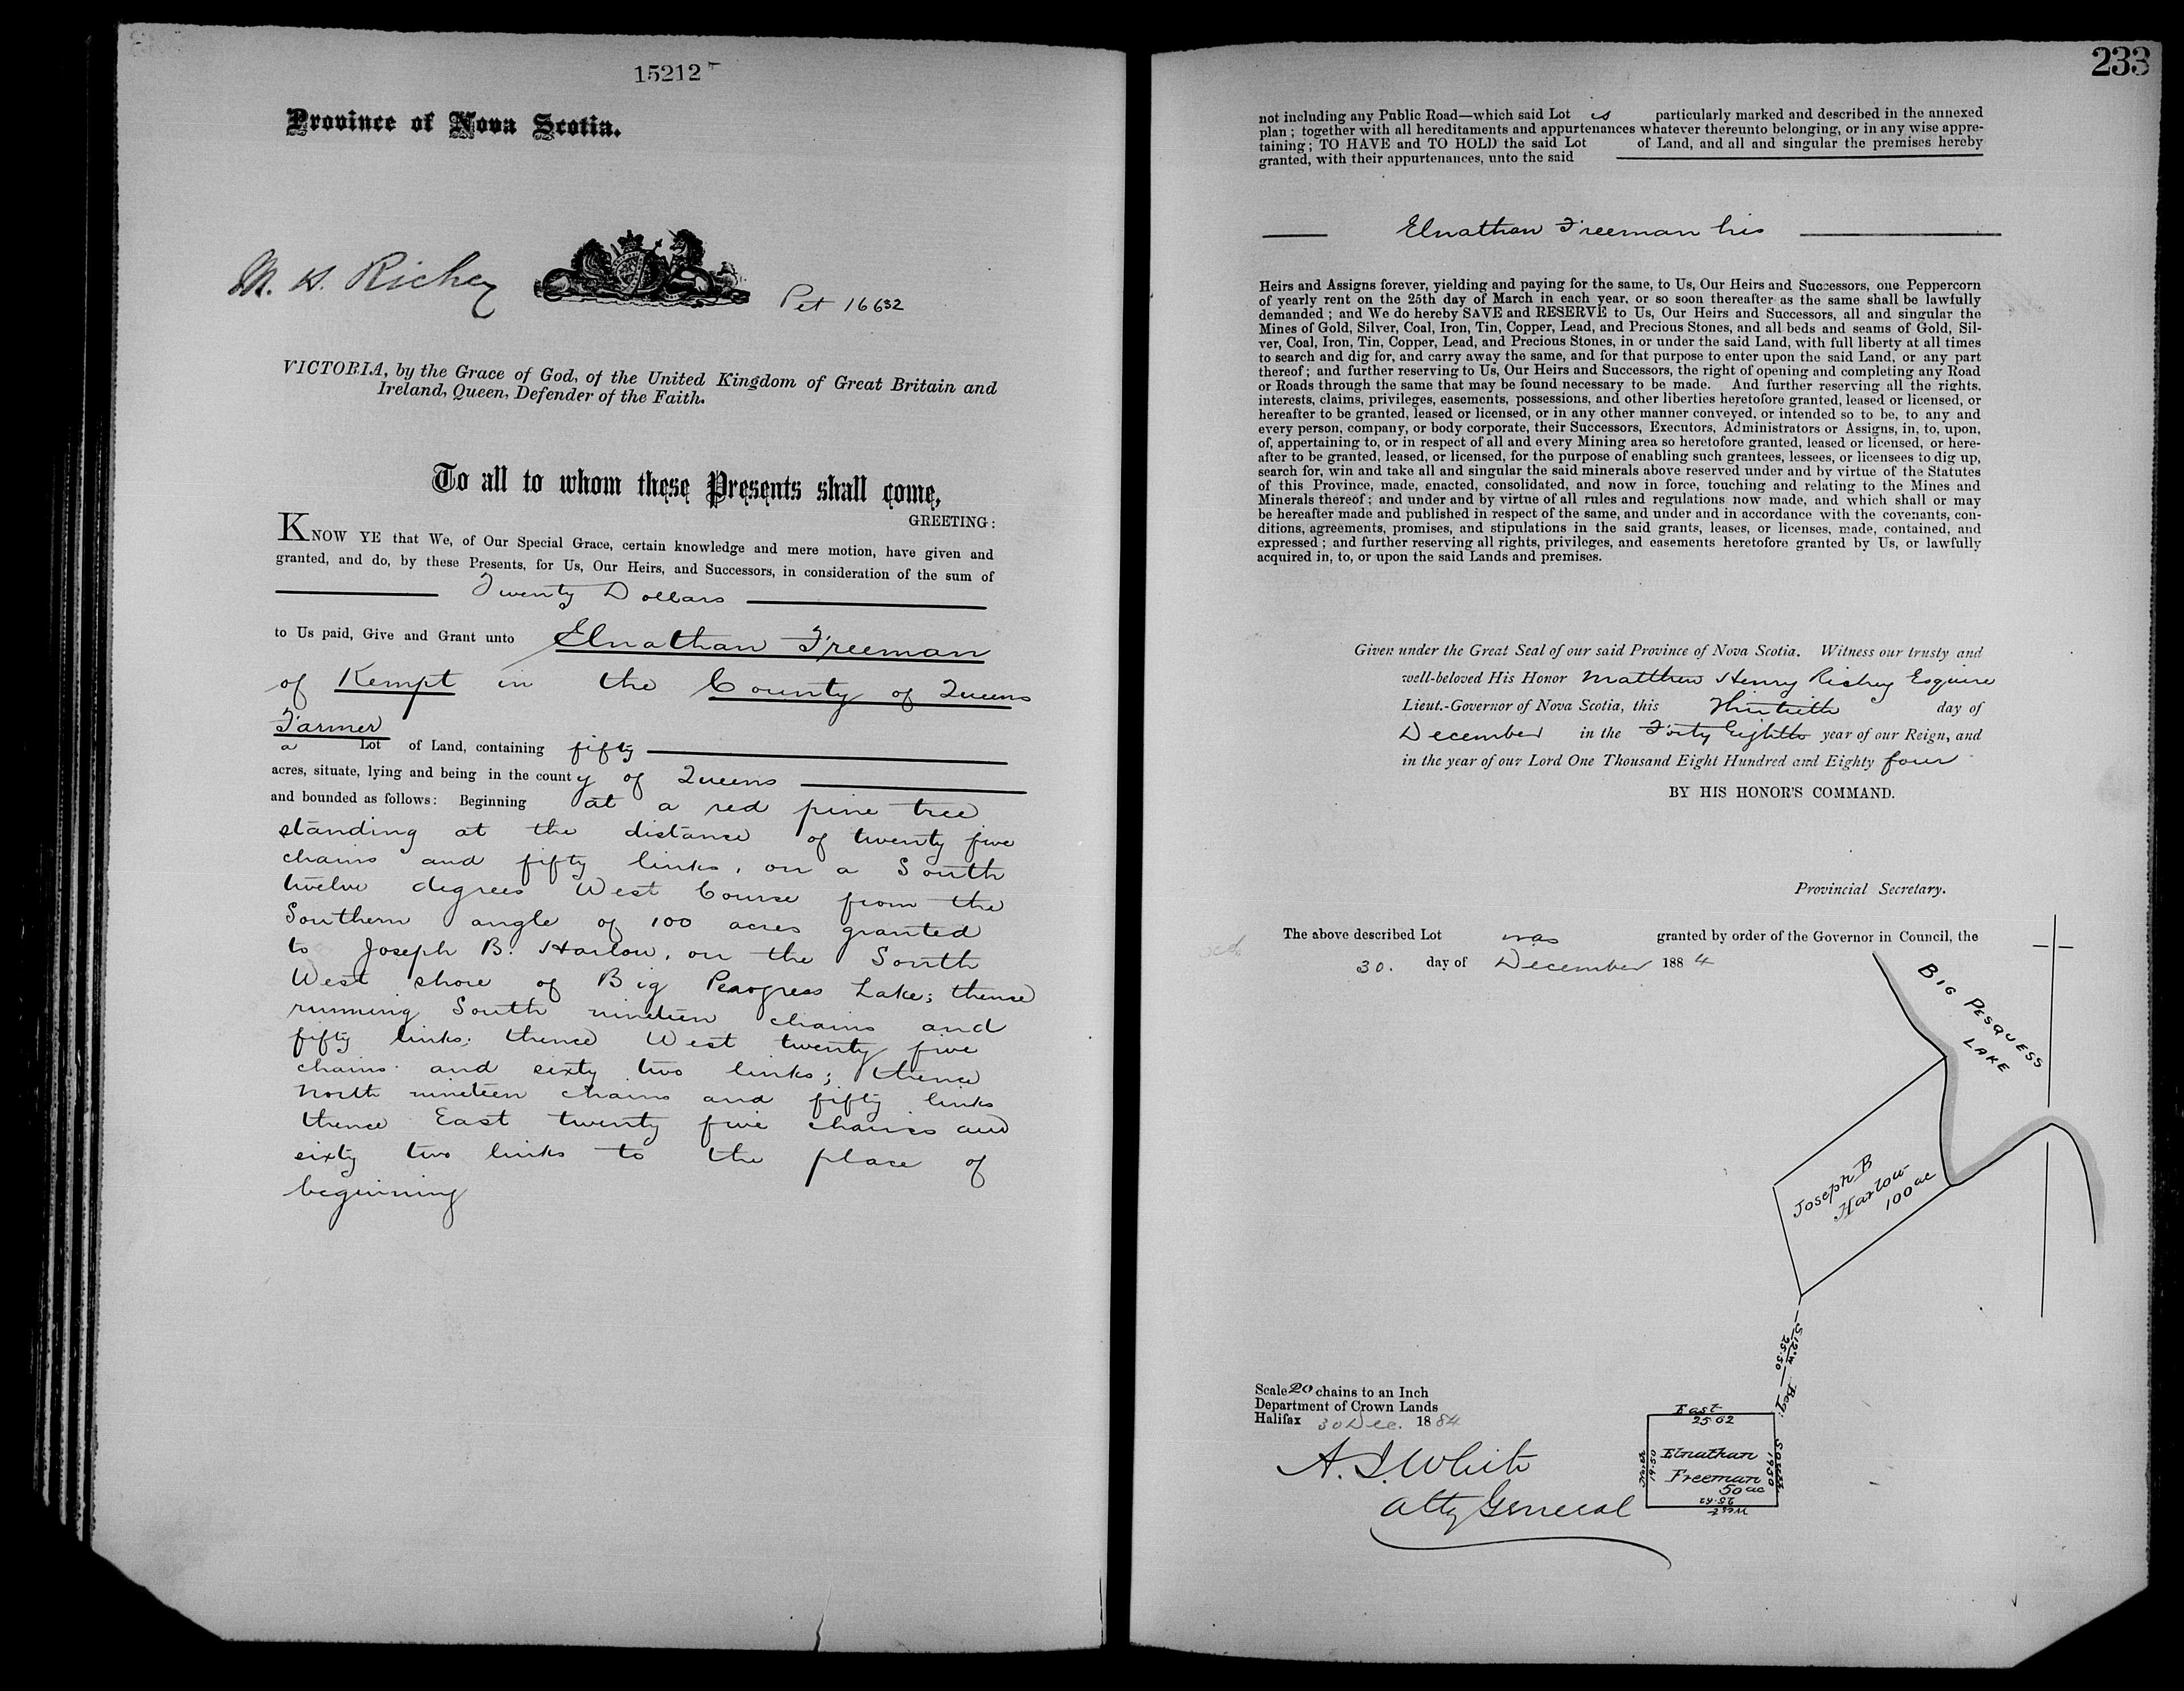 15212
Province of Nova Scotia.
M. H. Richey
Pet 16632
VICTORIA, by the Grace of God, of the United Kingdom of Great Britain and
Ireland, Queen, Defender of the Faith.
To all to whom these Presents shall come,
GREETING:
KNOW YE that We, of Our Special Grace, certain knowledge and mere motion, have given and
granted, and do, by these Presents, for Us, Our Heirs, and Successors, in consideration of the sum of
Twenty Dollars
to Us paid, Give and Grant unto Elnathan Freeman
of Kempt in the County of Queens
Farmer
a Lot of Land, containing fifty
acres, situate, lying and being in the county of Queens
and bounded as follows: Beginning at a red pine tree
standing at the distance of twenty five
chains and fifty links, on a South
twelve degrees West Course from the
Southern angle of 100 acres granted
to Joseph B. Harlow, on the South
West shore of Big Lake; thence
running South nineteen chains and
fifty links; thence West twenty five
chains and sixty two links; thence
North nineteen chains and fifty links
thence East twenty five chains and
sixty two links to the place of
beginning
233
not including any Public Road—which said Lot is particularly marked and described in the annexed
plan; together with all hereditaments and appurtenances whatever thereunto belonging, or in any wise appre-
taining; TO HAVE and TO HOLD the said Lot of Land, and all and singular the premises hereby
granted, with their appurtenances, unto the said
Elnathan Freeman his
Heirs and Assigns forever, yielding and paying for the same, to Us, Our Heirs and Successors, one Peppercorn
of yearly rent on the 25th day of March in each year, or so soon thereafter as the same shall be lawfully
demanded; and We do hereby SAVE and RESERVE to Us, Our Heirs and Successors, all and singular the
Mines of Gold, Silver, Coal, Iron, Tin, Copper, Lead, and Precious Stones, and all beds and seams of Gold, Sil-
ver, Coal, Iron, Tin, Copper, Lead, and Precious Stones, in or under the said Land, with full liberty at all times
to search and dig for, and carry away the same, and for that purpose to enter upon the said Land, or any part
thereof; and further reserving to Us, Our Heirs and Successors, the right of opening and completing any Road
or Roads through the same that may be found necessary to be made. And further reserving all the rights,
interests, claims, privileges, easements, possessions, and other liberties heretofore granted, leased or licensed, or
hereafter to be granted, leased or licensed, or in any other manner conveyed, or intended so to be, to any and
every person, company, or body corporate, their Successors, Executors, Administrators or Assigns, in, to, upon,
of, appertaining to, or in respect of all and every Mining area so heretofore granted, leased or licensed, or here-
after to be granted, leased, or licensed, for the purpose of enabling such grantees, lessees, or licensees to dig up,
search for, win and take all and singular the said minerals above reserved under and by virtue of the Statutes
of this Province, made, enacted, consolidated, and now in force, touching and relating to the Mines and
Minerals thereof; and under and by virtue of all rules and regulations now made, and which shall or may
be hereafter made and published in respect of the same, and under and in accordance with the covenants, con-
ditions, agreements, promises, and stipulations in the said grants, leases, or licenses, made, contained, and
expressed; and further reserving all rights, privileges, and easements heretofore granted by Us, or lawfully
acquired in, to, or upon the said Lands and premises.
Given under the Great Seal of our said Province of Nova Scotia. Witness our trusty and
well-beloved His Honor Matthew Henry Richey Esquire
Lieut.-Governor of Nova Scotia, this Thirtieth day of
December in the Forty Eighth year of our Reign, and
in the year of our Lord One Thousand Eight Hundred and Eighty four
BY HIS HONOR'S COMMAND.
Provincial Secretary.
The above described Lot was granted by order of the Governor in Council, the
30. day of December 1884
BIG PESQUESS
LAKE
Joseph B
Harlow
100 ac
S 12° W
25.50
Beg:
East
25 62
Elnathan
Freeman
50 ac
North
19.50
South
19.50
25.62
West
Scale 20 chains to an Inch
Department of Crown Lands
Halifax 30 Dec. 1884
A. J. White
Atty General